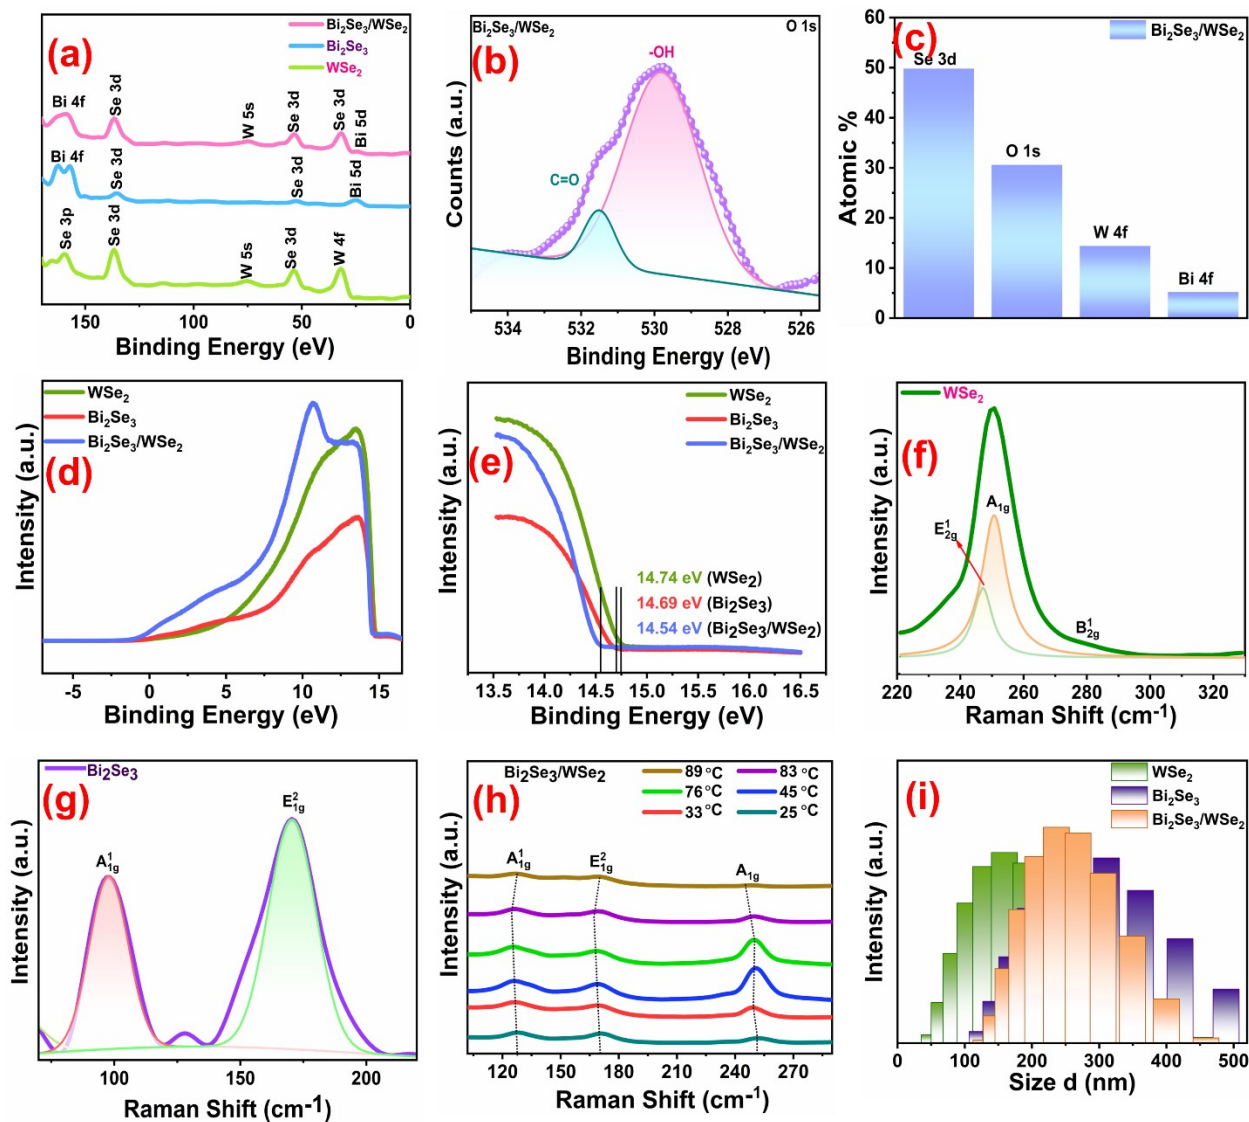 (a)
Bi₂Se₃/WSe₂
Bi₂Se₃
WSe₂
Bi 4f
Se 3d
W 5s
Se 3d
Se 3d
Bi 5d
Bi 4f
Se 3d
Se 3d
Bi 5d
Se 3p
Se 3d
W 5s
Se 3d
W 4f
150 100 50 0
Binding Energy (eV)
(b)
Bi₂Se₃/WSe₂
O 1s
-OH
C=O
Counts (a.u.)
534 532 530 528 526
Binding Energy (eV)
(c)
Bi₂Se₃/WSe₂
60
50
40
30
20
10
0
Atomic %
Se 3d
O 1s
W 4f
Bi 4f
(d)
WSe₂
Bi₂Se₃
Bi₂Se₃/WSe₂
Intensity (a.u.)
-5 0 5 10 15
Binding Energy (eV)
(e)
WSe₂
Bi₂Se₃
Bi₂Se₃/WSe₂
14.74 eV (WSe₂)
14.69 eV (Bi₂Se₃)
14.54 eV (Bi₂Se₃/WSe₂)
Intensity (a.u.)
13.5 14.0 14.5 15.0 15.5 16.0 16.5
Binding Energy (eV)
(f)
WSe₂
A₁g
E¹₂g
B¹₂g
Intensity (a.u.)
220 240 260 280 300 320
Raman Shift (cm⁻¹)
(g)
Bi₂Se₃
A¹₁g
E²₁g
Intensity (a.u.)
100 150 200
Raman Shift (cm⁻¹)
(h)
Bi₂Se₃/WSe₂
89 °C 83 °C
76 °C 45 °C
33 °C 25 °C
A¹₁g
E²₁g
A₁g
Intensity (a.u.)
120 150 180 210 240 270
Raman Shift (cm⁻¹)
(i)
WSe₂
Bi₂Se₃
Bi₂Se₃/WSe₂
Intensity (a.u.)
0 100 200 300 400 500
Size d (nm)